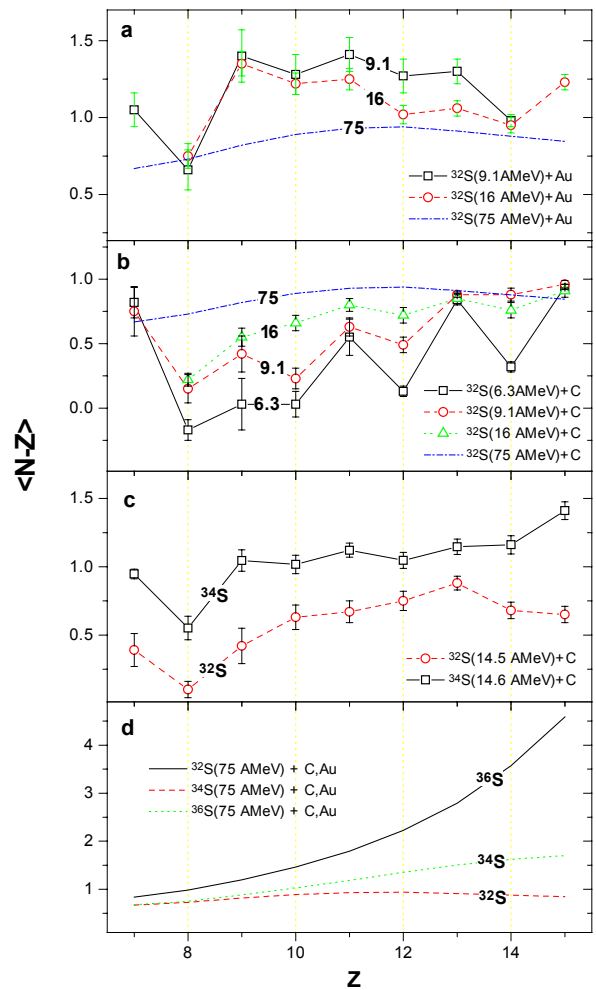 a
1.5
1.0
0.5
9.1
16
75
³²S(9.1AMeV)+Au
³²S(16 AMeV)+Au
³²S(75 AMeV)+Au
b
1.0
0.5
0.0
75
16
9.1
6.3
³²S(6.3AMeV)+C
³²S(9.1AMeV)+C
³²S(16 AMeV)+C
³²S(75 AMeV)+C
<N-Z>
c
1.5
1.0
0.5
³⁴S
³²S
³²S(14.5 AMeV)+C
³⁴S(14.6 AMeV)+C
d
4
3
2
1
³²S(75 AMeV) + C,Au
³⁴S(75 AMeV) + C,Au
³⁶S(75 AMeV) + C,Au
³⁶S
³⁴S
³²S
8 10 12 14
Z